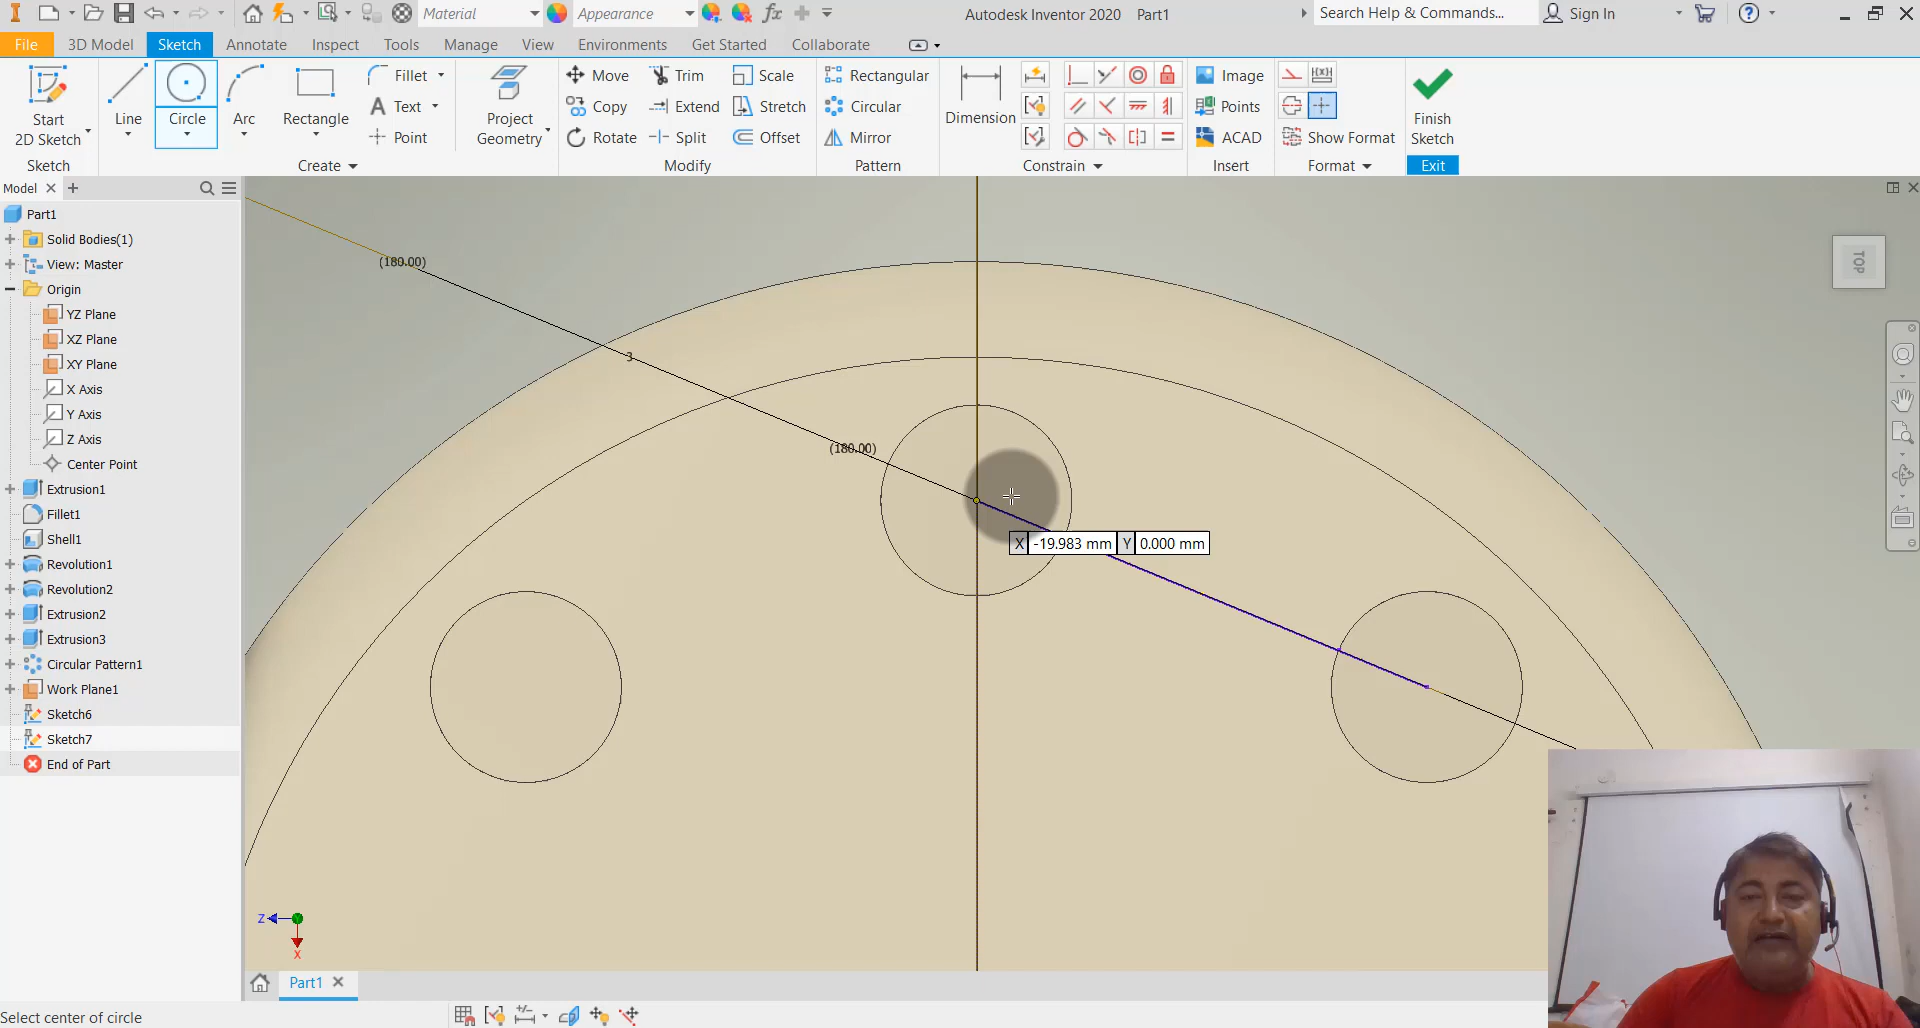 Material
Appearance
fx
Autodesk Inventor 2020 Part1
Search Help & Commands...
Sign In
File
3D Model
Sketch
Annotate
Inspect
Tools
Manage
View
Environments
Get Started
Collaborate
Start
2D Sketch
Line
Circle
Arc
Rectangle
Fillet
Text
Point
Project
Geometry
Move
Copy
Rotate
Trim
Extend
Split
Scale
Stretch
Offset
Rectangular
Circular
Mirror
Dimension
Image
Points
ACAD
Show Format
Finish
Sketch
Sketch
Create
Modify
Pattern
Constrain
Insert
Format
Exit
Model
Part1
Solid Bodies(1)
View: Master
Origin
YZ Plane
XZ Plane
XY Plane
X Axis
Y Axis
Z Axis
Center Point
Extrusion1
Fillet1
Shell1
Revolution1
Revolution2
Extrusion2
Extrusion3
Circular Pattern1
Work Plane1
Sketch6
Sketch7
End of Part
(180.00)
3
(180.00)
X -19.983 mm Y 0.000 mm
TOP
Z
X
Part1
Select center of circle